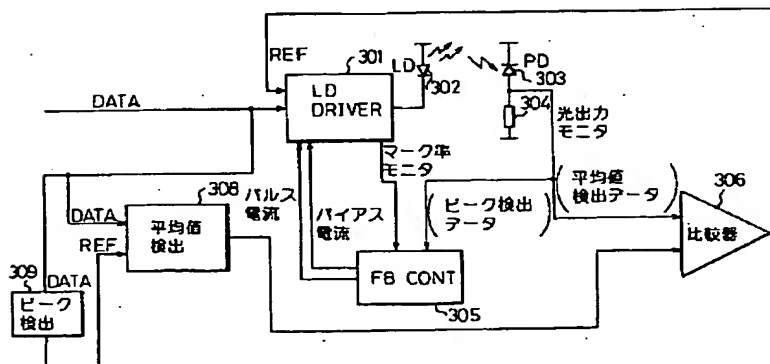 REF
301
LD
DRIVER
LD
302
PD
303
304
光出力
モニタ
DATA
マーク率
モニタ
308
パルス
電流
バイアス
電流
(ピーク検出
データ)
(平均値
検出データ)
306
比較器
DATA
REF
平均値
検出
309
DATA
ピーク
検出
FB CONT
305